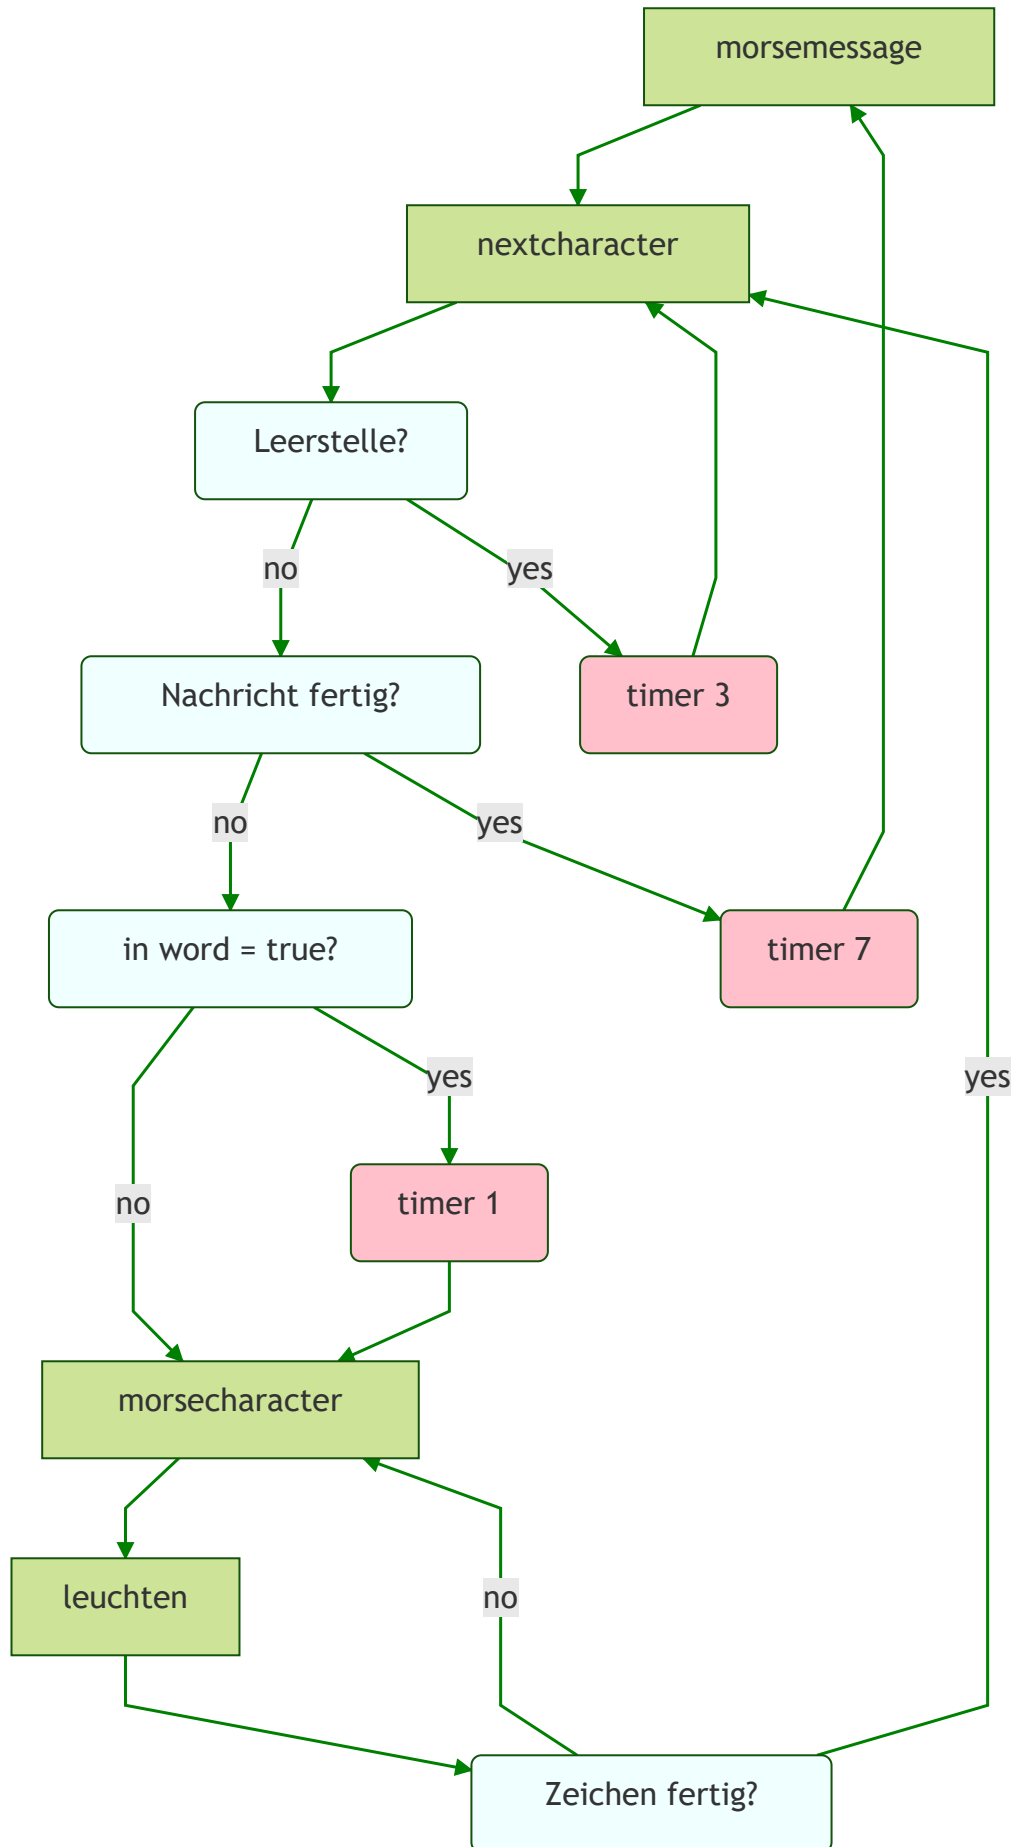 morsemessage
nextcharacter
Leerstelle?
no
yes
Nachricht fertig?
timer 3
no
yes
in word = true?
timer 7
yes
yes
timer 1
no
morsecharacter
leuchten
no
Zeichen fertig?